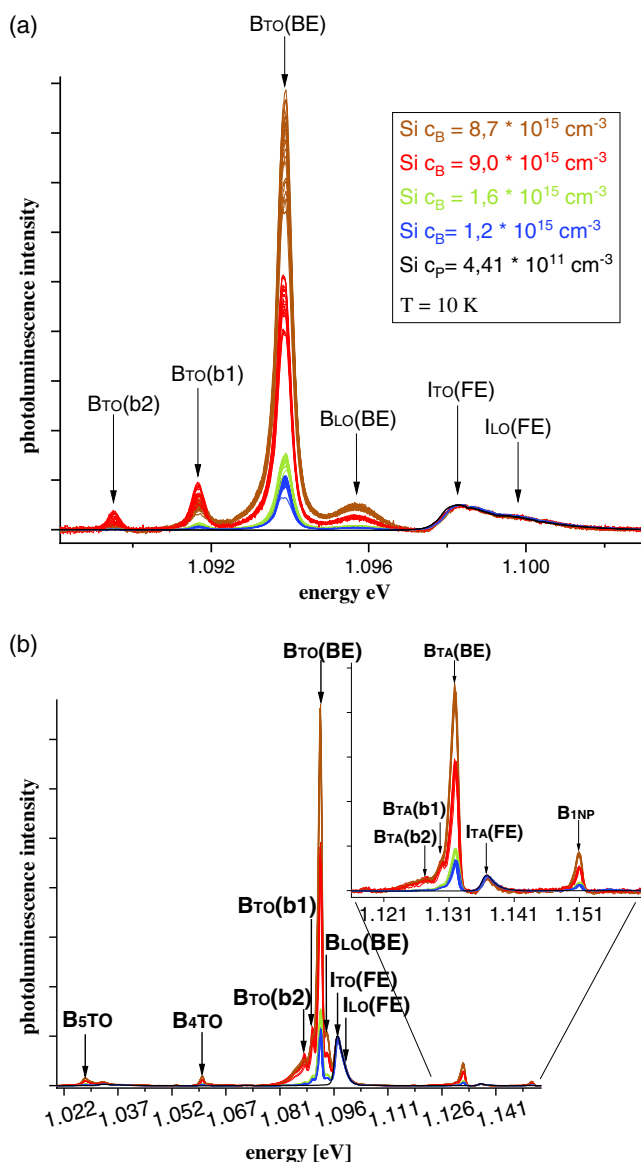 (a)
BTO(BE)
Si cB = 8,7 * 10^15 cm-3
Si cB = 9,0 * 10^15 cm-3
Si cB = 1,6 * 10^15 cm-3
Si cB= 1,2 * 10^15 cm-3
Si cP= 4,41 * 10^11 cm-3
T = 10 K
photoluminescence intensity
BTO(b2)
BTO(b1)
BLO(BE)
ITO(FE)
ILO(FE)
1.092 1.096 1.100
energy eV
(b)
BTO(BE)
BTA(BE)
BTA(b1)
BTA(b2)
ITA(FE)
B1NP
1.121 1.131 1.141 1.151
photoluminescence intensity
BTO(b1)
BLO(BE)
BTO(b2)
ITO(FE)
ILO(FE)
B5TO
B4TO
1.022 1.037 1.052 1.067 1.081 1.096 1.111 1.126 1.141
energy [eV]